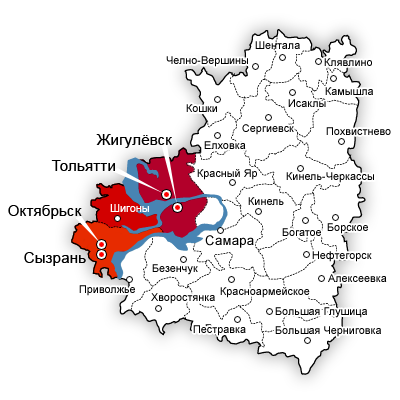 Шентала
Челно-Вершины
Клявлино
Камышла
Кошки
Исаклы
Сергиевск
Похвистнево
Жигулёвск
Елховка
Тольятти
Красный Яр
Кинель-Черкассы
Октябрьск
Шигоны
Кинель
Борское
Богатое
Самара
Сызрань
Нефтегорск
Безенчук
Алексеевка
Приволжье
Красноармейское
Хворостянка
Большая Глушица
Пестравка
Большая Черниговка